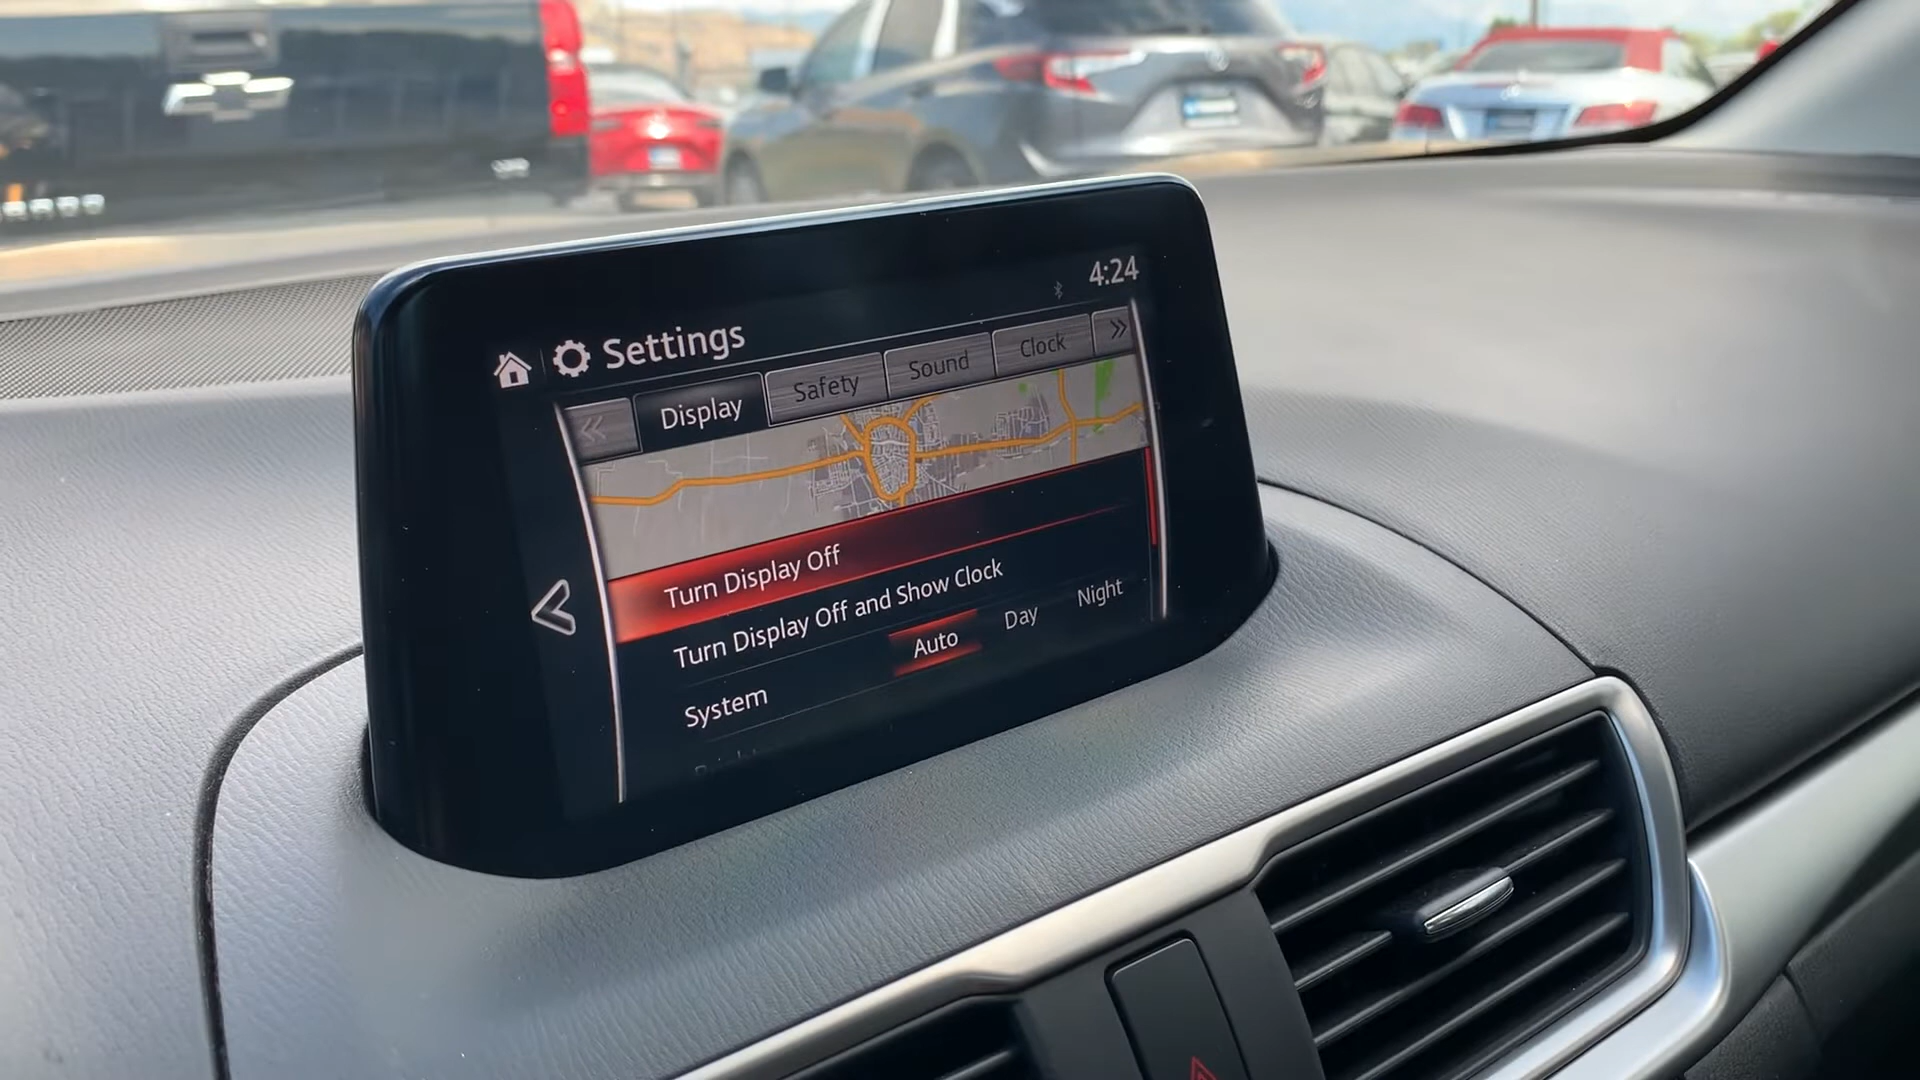 4:24
Settings
Display Safety Sound Clock
Turn Display Off
Turn Display Off and Show Clock
System Auto Day Night